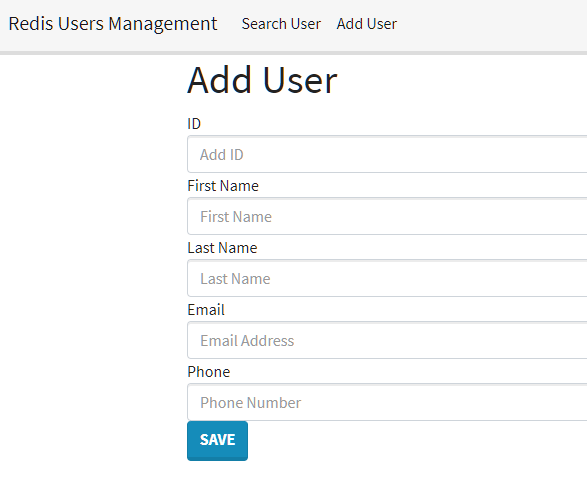 Redis Users Management Search User Add User
Add User
ID
Add ID
First Name
First Name
Last Name
Last Name
Email
Email Address
Phone
Phone Number
SAVE